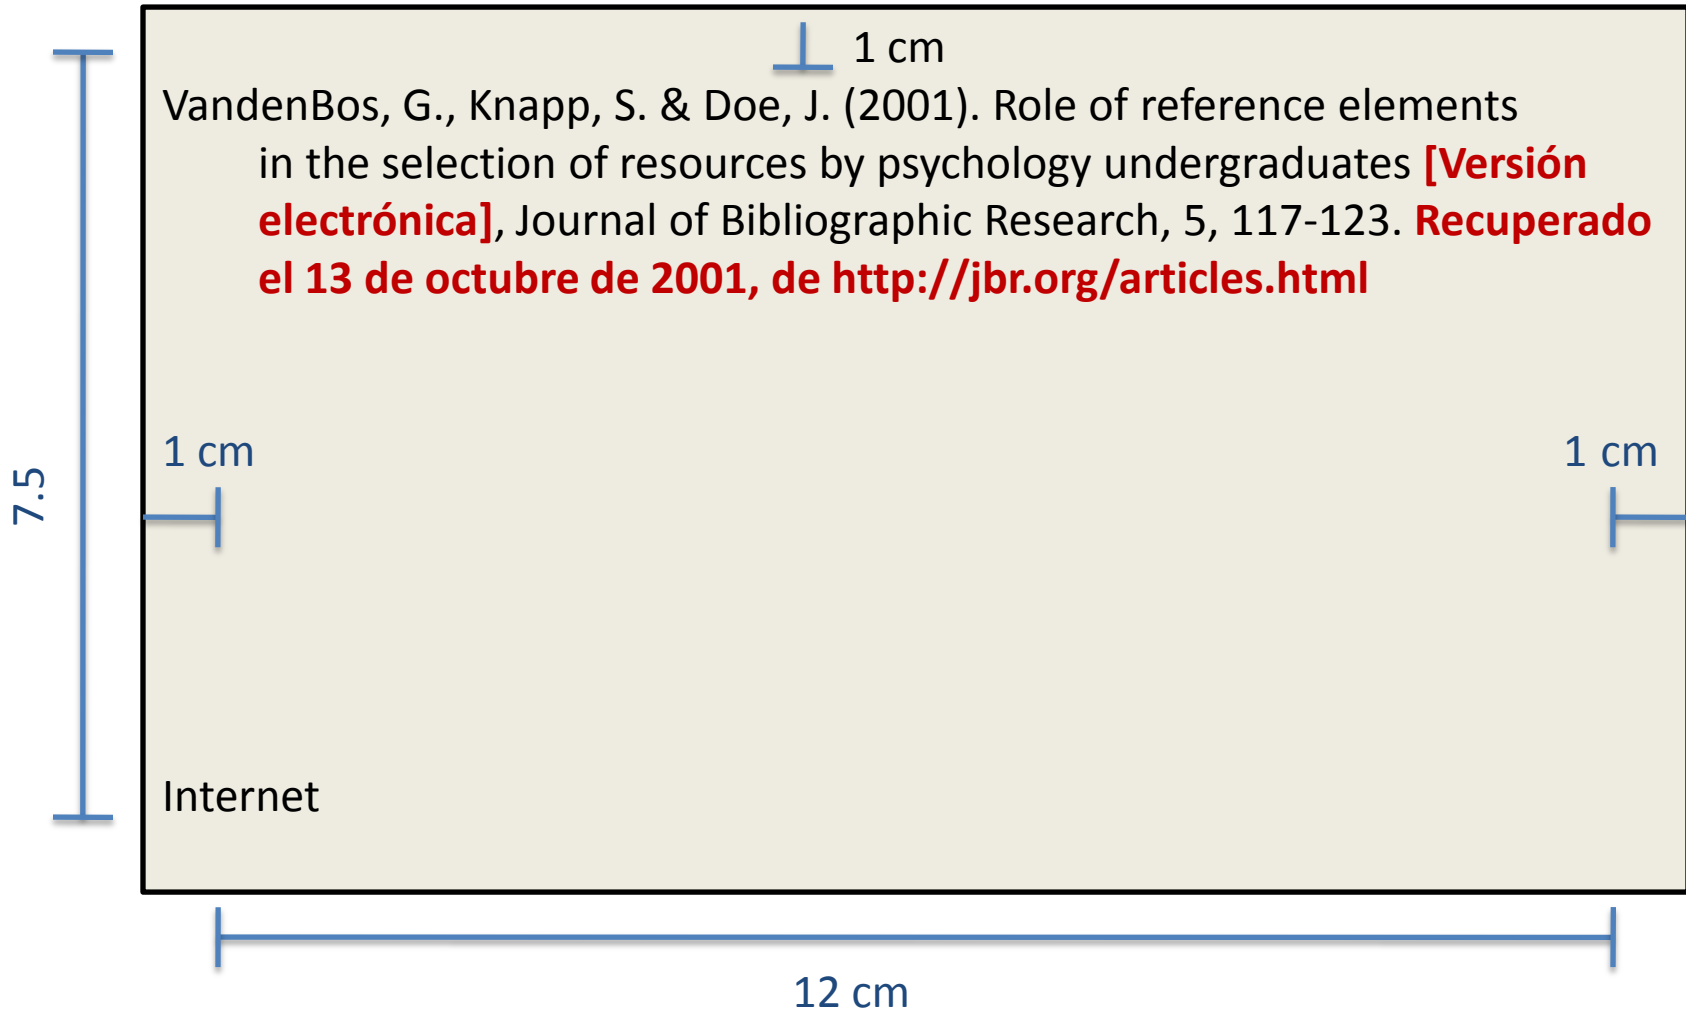 1 cm
VandenBos, G., Knapp, S. & Doe, J. (2001). Role of reference elements
in the selection of resources by psychology undergraduates [Versión
electrónica], Journal of Bibliographic Research, 5, 117-123. Recuperado
el 13 de octubre de 2001, de http://jbr.org/articles.html
1 cm
1 cm
7.5
Internet
12 cm